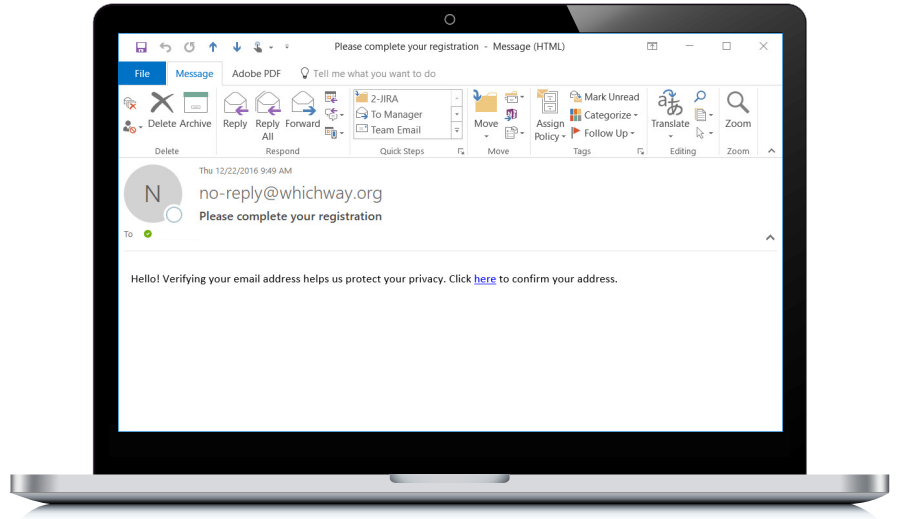 Please complete your registration - Message (HTML)
File Message Adobe PDF Tell me what you want to do
Delete Archive Reply Reply All Forward
2-JIRA
To Manager
Team Email
Move
Assign Policy
Mark Unread
Categorize
Follow Up
Translate
Zoom
Delete Respond Quick Steps Move Tags Editing Zoom
Thu 12/22/2016 9:49 AM
N
no-reply@whichway.org
Please complete your registration
To
Hello! Verifying your email address helps us protect your privacy. Click here to confirm your address.